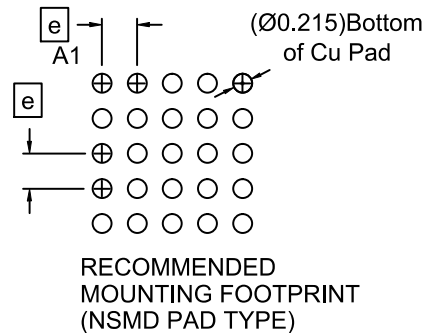 e
A1
(Ø0.215)Bottom
of Cu Pad
e
RECOMMENDED
MOUNTING FOOTPRINT
(NSMD PAD TYPE)